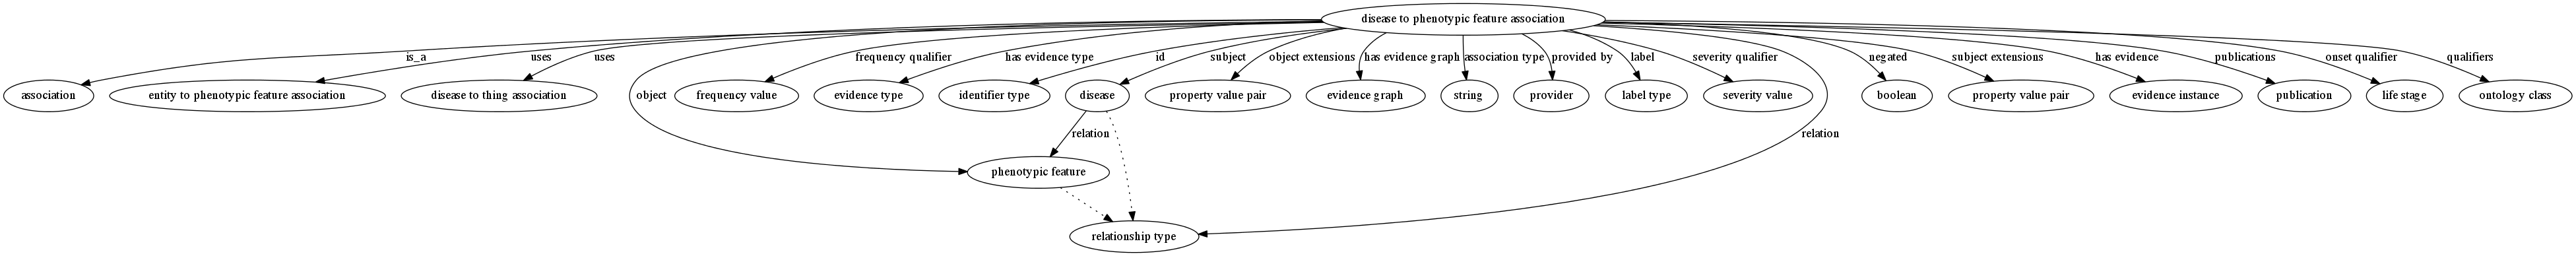 disease to phenotypic feature association
is_a
uses
uses
object
frequency qualifier
has evidence type
id
subject
object extensions
has evidence graph
association type
provided by
label
severity qualifier
relation
negated
subject extensions
has evidence
publications
onset qualifier
qualifiers
association
entity to phenotypic feature association
disease to thing association
frequency value
evidence type
identifier type
disease
property value pair
evidence graph
string
provider
label type
severity value
boolean
property value pair
evidence instance
publication
life stage
ontology class
relation
phenotypic feature
relationship type